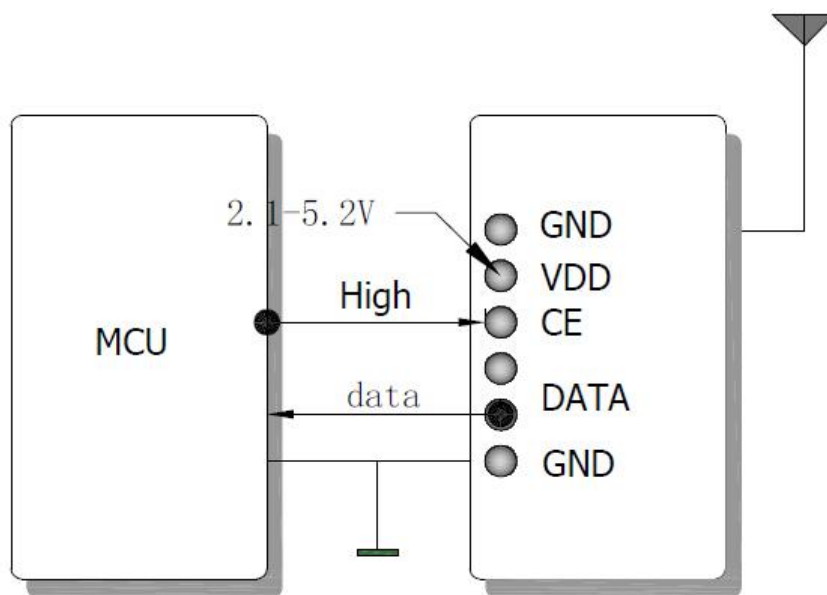 2.1-5.2V
GND
VDD
High
CE
MCU
data
DATA
GND